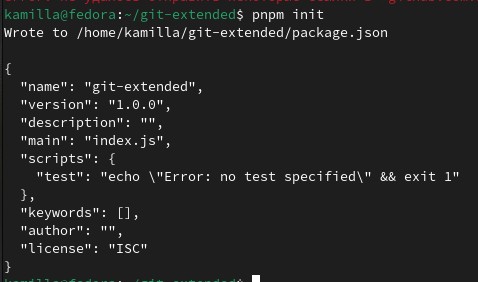 kamilla@fedora:~/git-extended$ pnpm init
Wrote to /home/kamilla/git-extended/package.json
{
  "name": "git-extended",
  "version": "1.0.0",
  "description": "",
  "main": "index.js",
  "scripts": {
    "test": "echo \"Error: no test specified\" && exit 1"
  },
  "keywords": [],
  "author": "",
  "license": "ISC"
}
kamilla@fedora:~/git-extended$